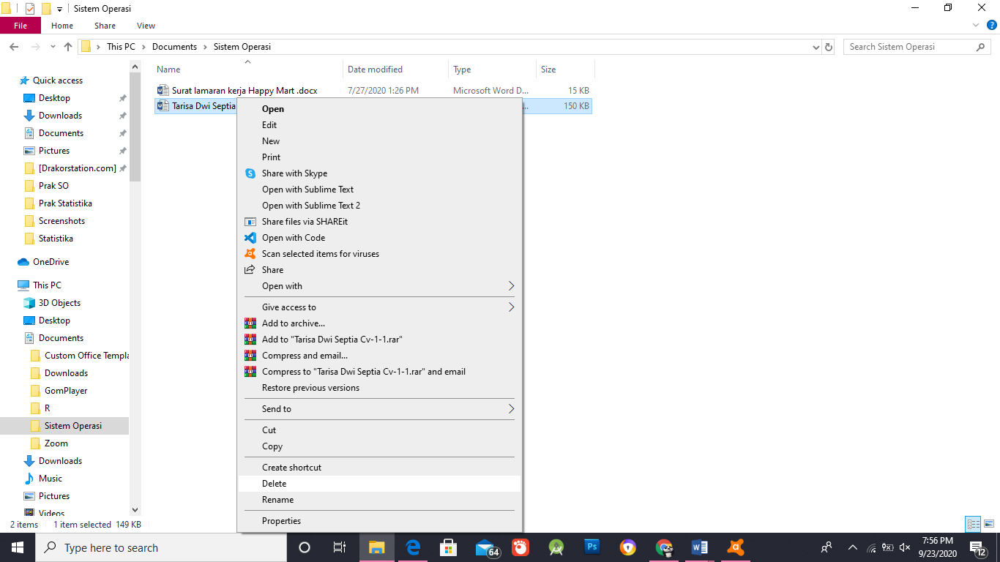 Sistem Operasi
File Home Share View
This PC Documents Sistem Operasi
Search Sistem Operasi
Name Date modified Type Size
Surat lamaran kerja Happy Mart .docx 7/27/2020 1:26 PM Microsoft Word D... 15 KB
Tarisa Dwi Septia ... 150 KB
Quick access
Desktop
Downloads
Documents
Pictures
[Drakorstation.com]
Prak SO
Prak Statistika
Screenshots
Statistika
OneDrive
This PC
3D Objects
Desktop
Documents
Custom Office Templa
Downloads
GomPlayer
R
Sistem Operasi
Zoom
Downloads
Music
Pictures
Videos
Open
Edit
New
Print
Share with Skype
Open with Sublime Text
Open with Sublime Text 2
Share files via SHAREit
Open with Code
Scan selected items for viruses
Share
Open with
Give access to
Add to archive...
Add to "Tarisa Dwi Septia Cv-1-1.rar"
Compress and email...
Compress to "Tarisa Dwi Septia Cv-1-1.rar" and email
Restore previous versions
Send to
Cut
Copy
Create shortcut
Delete
Rename
Properties
2 items 1 item selected 149 KB
Type here to search
64
Ps
7:56 PM
9/23/2020
12